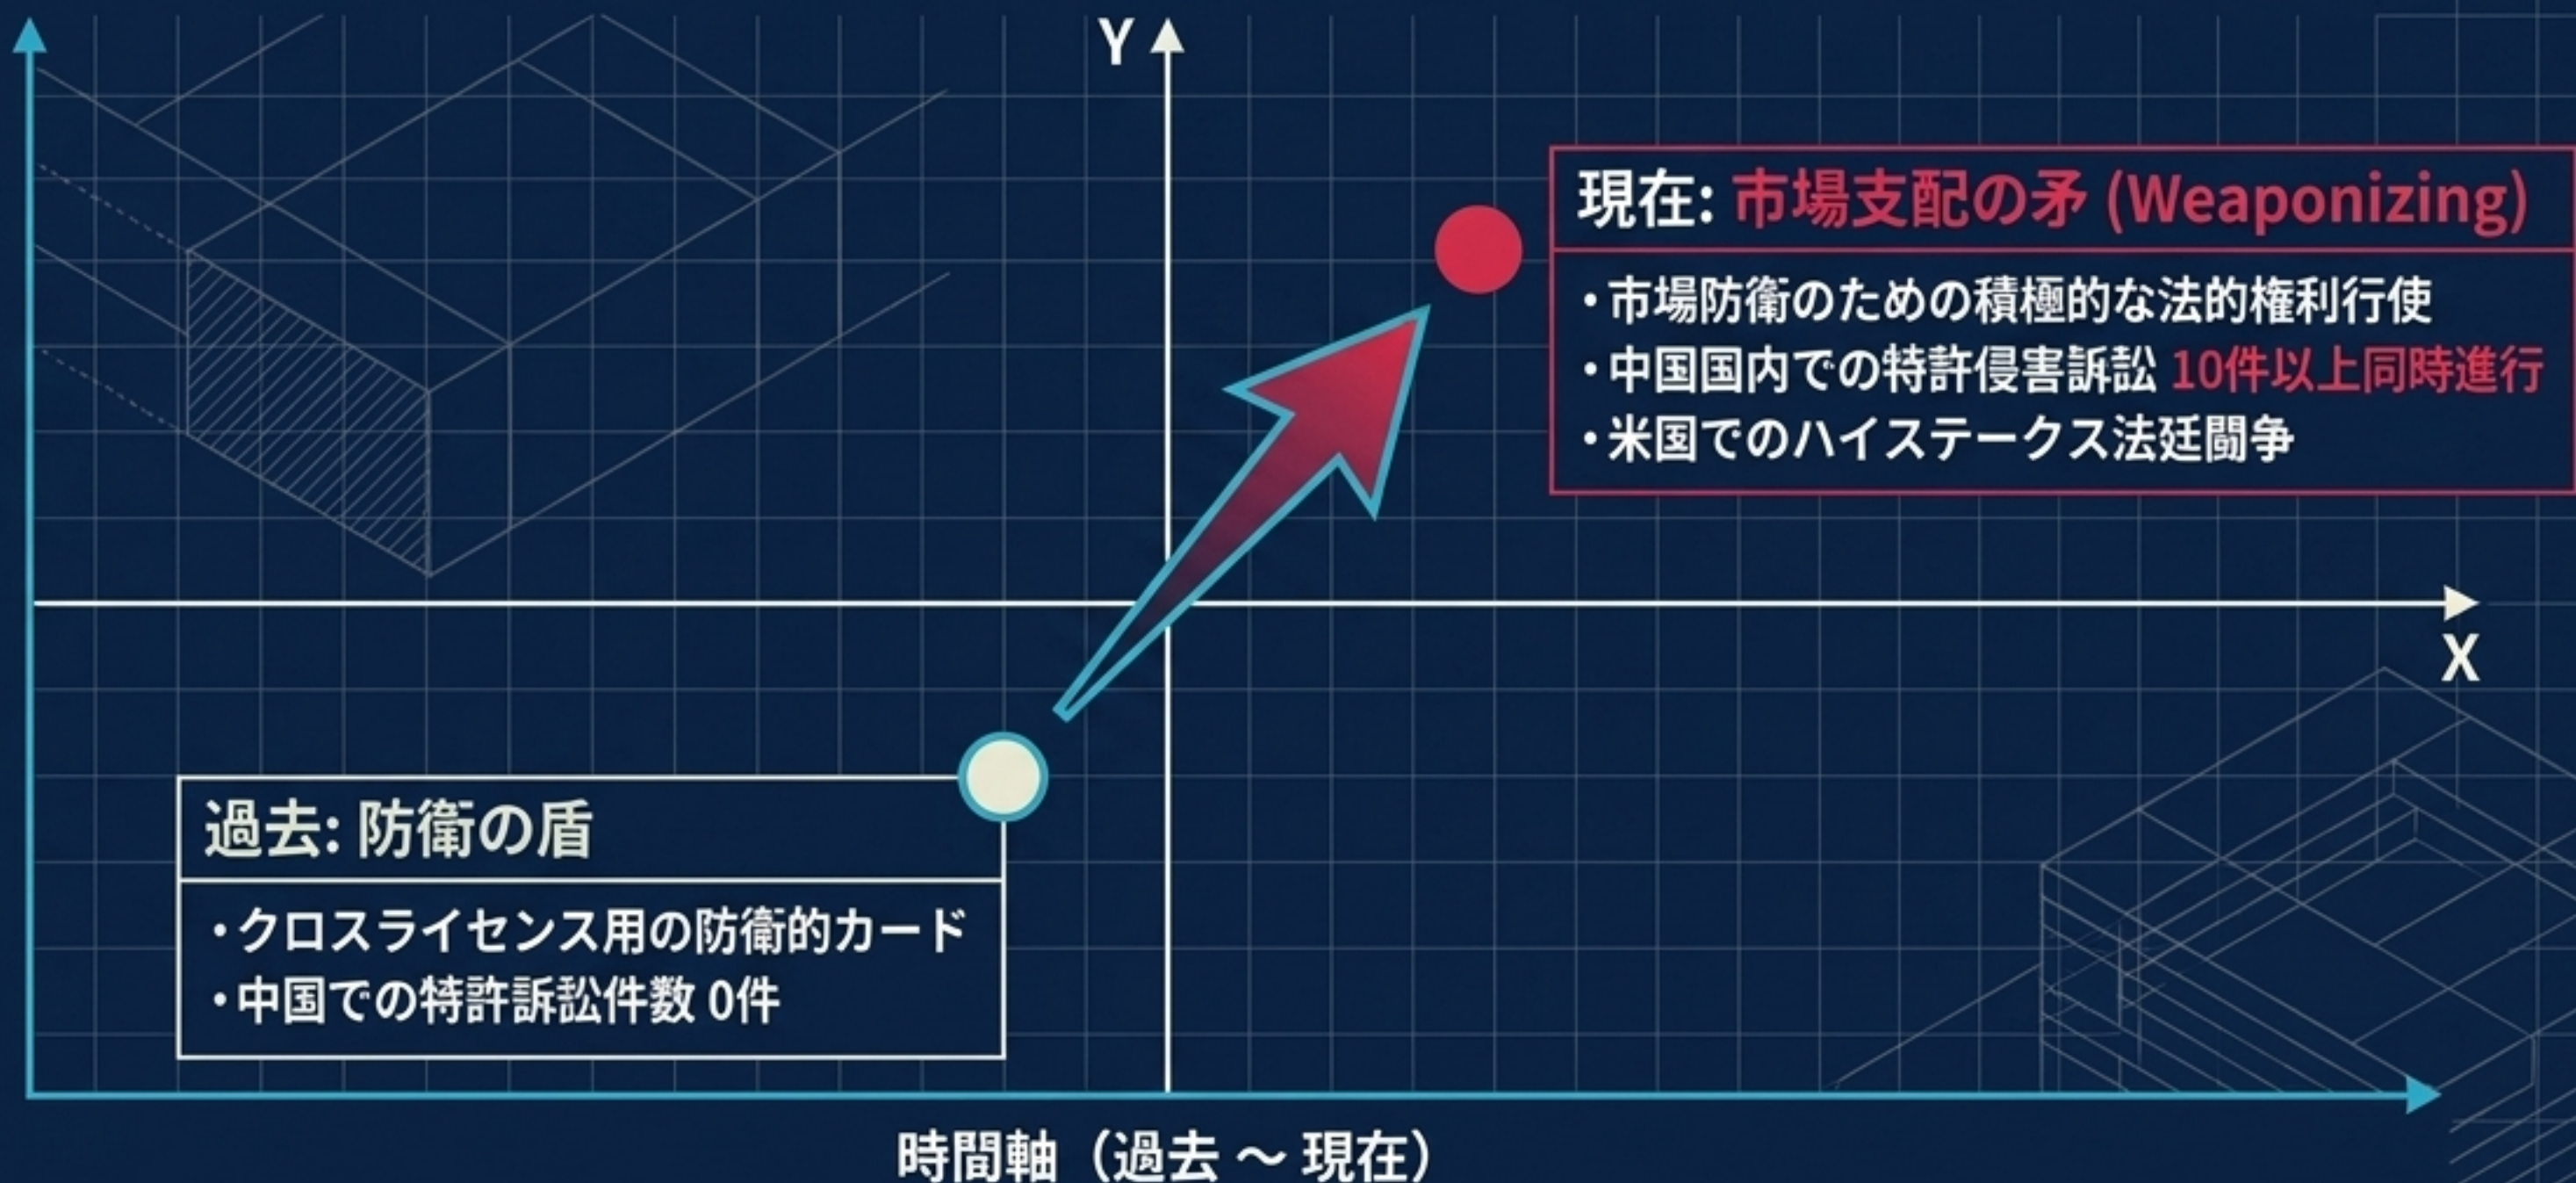 Y
現在: 市場支配の矛 (Weaponizing)
・市場防衛のための積極的な法的権利行使
・中国国内での特許侵害訴訟 10件以上同時進行
・米国でのハイステークス法廷闘争
X
過去: 防衛の盾
・クロスライセンス用の防衛的カード
・中国での特許訴訟件数 0件
時間軸（過去 ～ 現在）